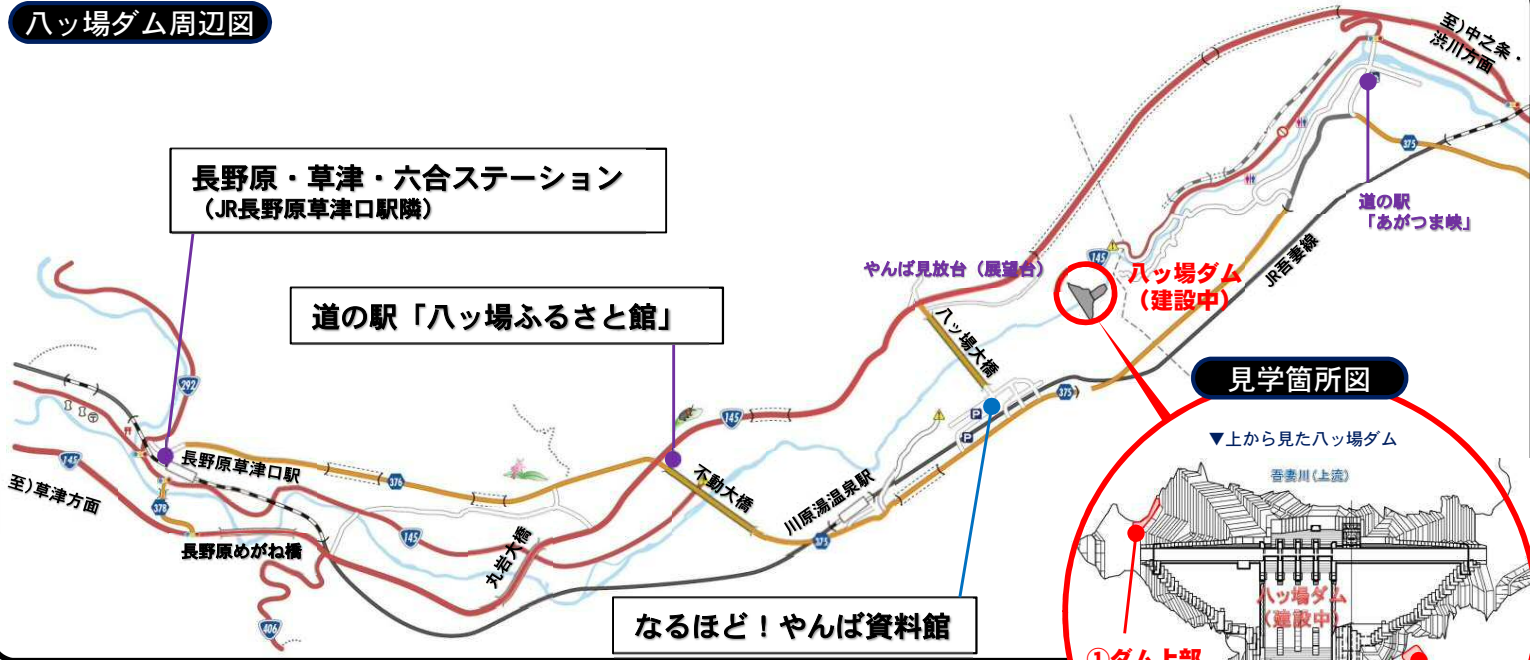 八ッ場ダム周辺図
至)中之条・
渋川方面
長野原・草津・六合ステーション
（JR長野原草津口駅隣）
375
道の駅
「あがつま峡」
145
やんば見放台（展望台）
八ッ場ダム
（建設中）
JR吾妻線
道の駅「八ッ場ふるさと館」
八ッ場大橋
292
375
見学箇所図
145
P
P
▼上から見た八ッ場ダム
145
長野原草津口駅
376
不動大橋
川原湯温泉駅
吾妻川(上流)
至)草津方面
378
145
375
長野原めがね橋
丸岩大橋
406
なるほど！やんば資料館
八ッ場ダム
（建設中）
①ダム上部